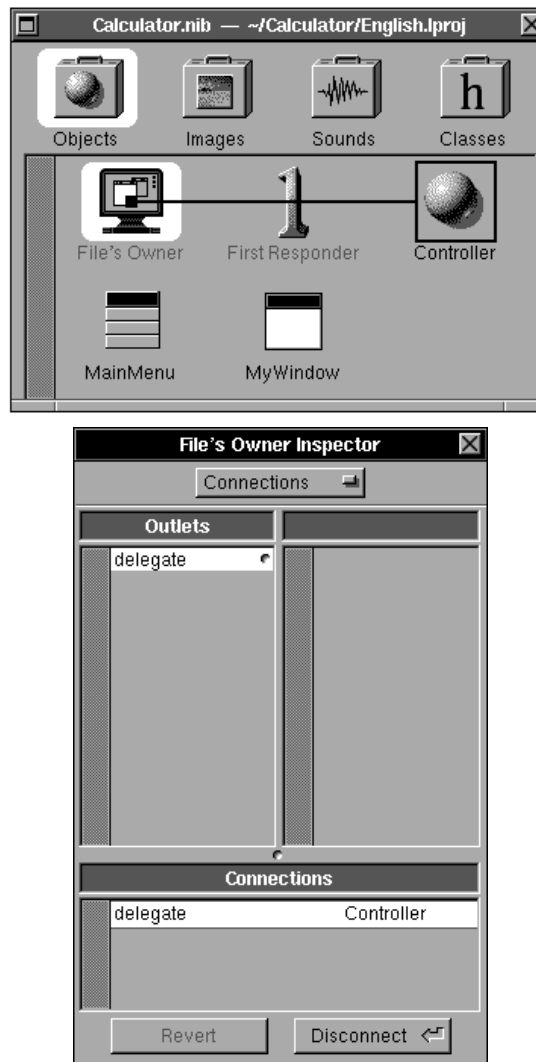 Calculator.nib — ~/Calculator/English.lproj
Objects Images Sounds Classes
h
File's Owner First Responder Controller
1
MainMenu MyWindow
File's Owner Inspector
Connections
Outlets
delegate
Connections
delegate Controller
Revert Disconnect